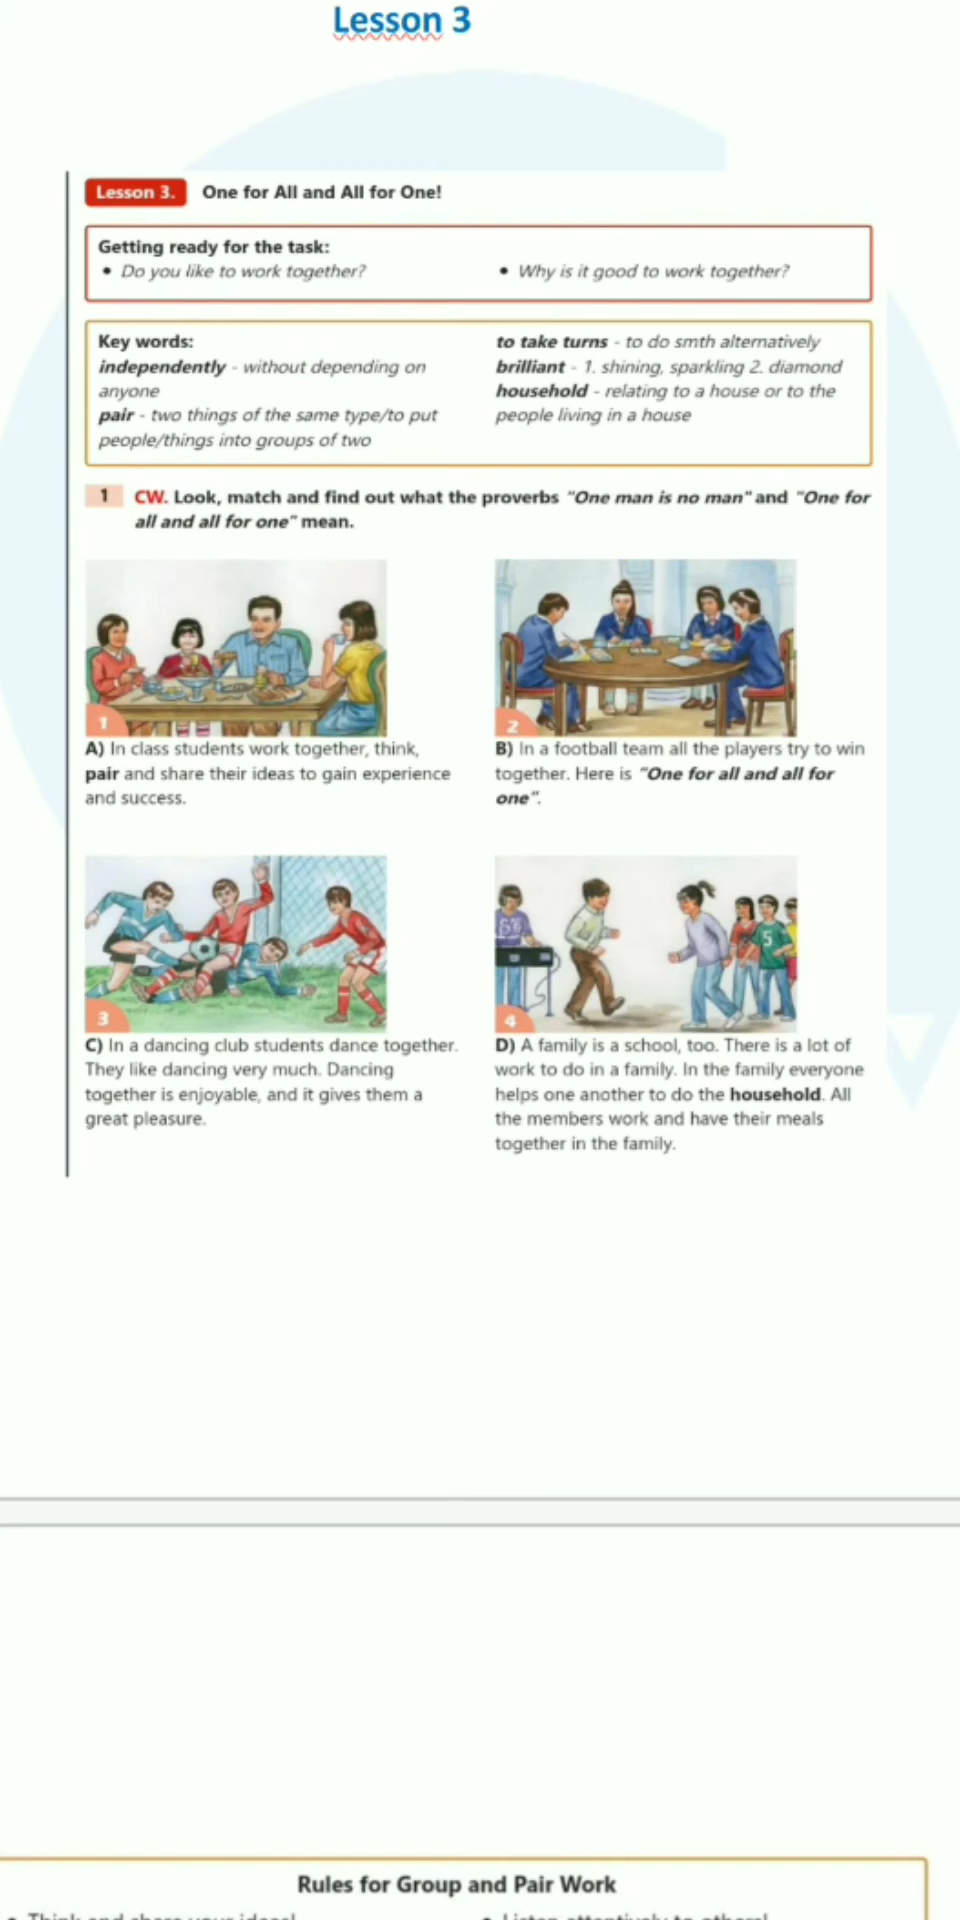 Lesson 3
Lesson 3. One for All and All for One!
Getting ready for the task:
• Do you like to work together?
• Why is it good to work together?
Key words:
independently - without depending on
anyone
pair - two things of the same type/to put
people/things into groups of two
to take turns - to do smth alternatively
brilliant - 1. shining, sparkling 2. diamond
household - relating to a house or to the
people living in a house
1 CW. Look, match and find out what the proverbs "One man is no man" and "One for
all and all for one" mean.
1
2
A) In class students work together, think,
pair and share their ideas to gain experience
and success.
B) In a football team all the players try to win
together. Here is "One for all and all for
one".
3
5
4
C) In a dancing club students dance together.
They like dancing very much. Dancing
together is enjoyable, and it gives them a
great pleasure.
D) A family is a school, too. There is a lot of
work to do in a family. In the family everyone
helps one another to do the household. All
the members work and have their meals
together in the family.
Rules for Group and Pair Work
• Think and share your ideas!
• Listen attentively to others!